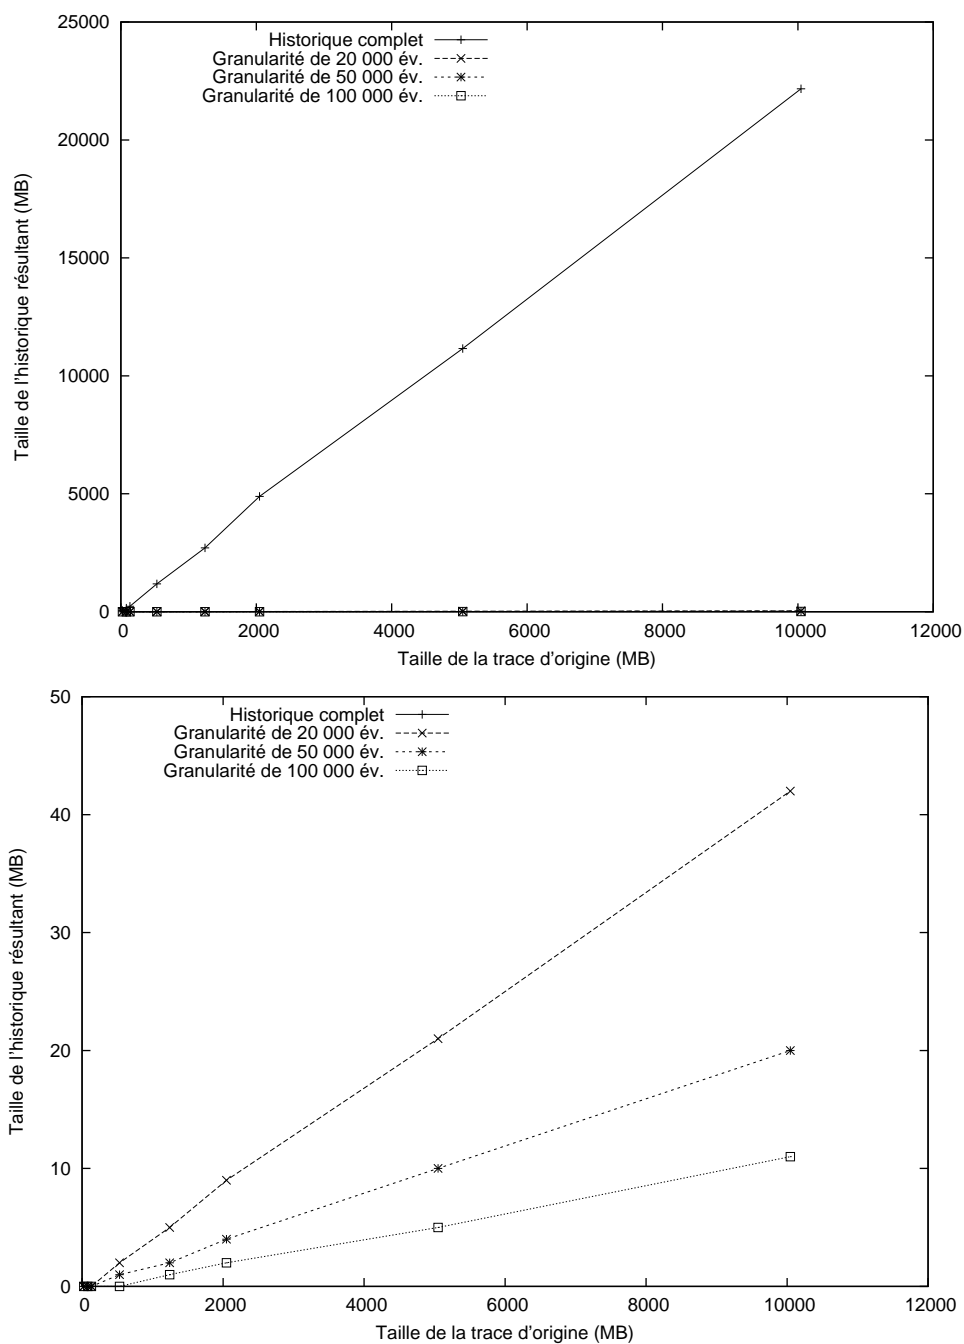 25000
20000
15000
10000
5000
0
Taille de l'historique résultant (MB)
Historique complet
Granularité de 20 000 év.
Granularité de 50 000 év.
Granularité de 100 000 év.
0 2000 4000 6000 8000 10000 12000
Taille de la trace d'origine (MB)
50
40
30
20
10
0
Taille de l'historique résultant (MB)
Historique complet
Granularité de 20 000 év.
Granularité de 50 000 év.
Granularité de 100 000 év.
0 2000 4000 6000 8000 10000 12000
Taille de la trace d'origine (MB)